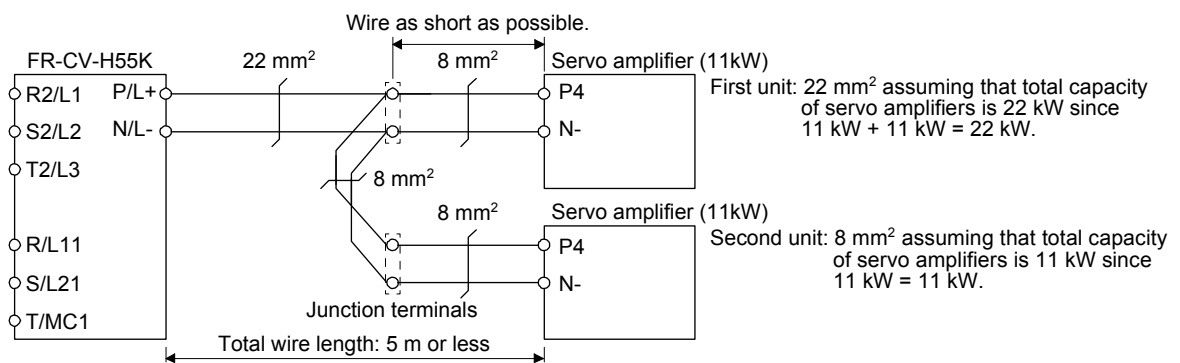 Wire as short as possible.
FR-CV-H55K
22 mm²
8 mm²
Servo amplifier (11kW)
R2/L1
P/L+
P4
First unit: 22 mm² assuming that total capacity
of servo amplifiers is 22 kW since
11 kW + 11 kW = 22 kW.
S2/L2
N/L-
N-
T2/L3
8 mm²
8 mm²
Servo amplifier (11kW)
R/L11
P4
Second unit: 8 mm² assuming that total capacity
of servo amplifiers is 11 kW since
11 kW = 11 kW.
S/L21
N-
Junction terminals
T/MC1
Total wire length: 5 m or less